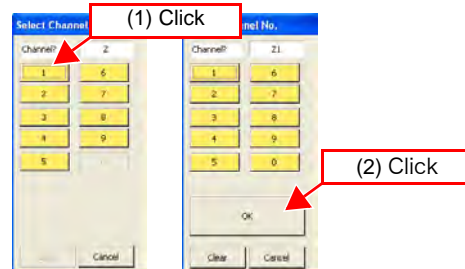 (1) Click
Select Chann
nel No.
Channel? 2
1 6
2 7
3 8
4 9
5
Cancel
Channel? 21
1 6
2 7
3 8
4 9
5 0
(2) Click
OK
Clear Cancel